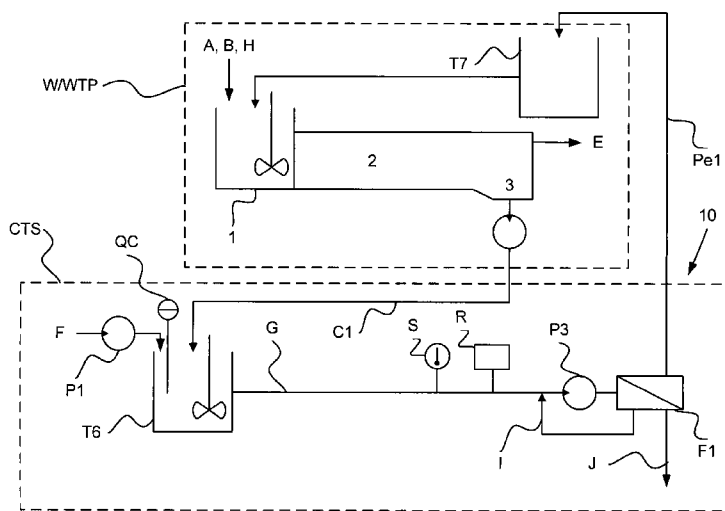 A, B, H
T7
W/WTP
2
E
Pe1
3
1
10
CTS
QC
F
C1
S
R
P3
G
P1
T6
I
J
F1